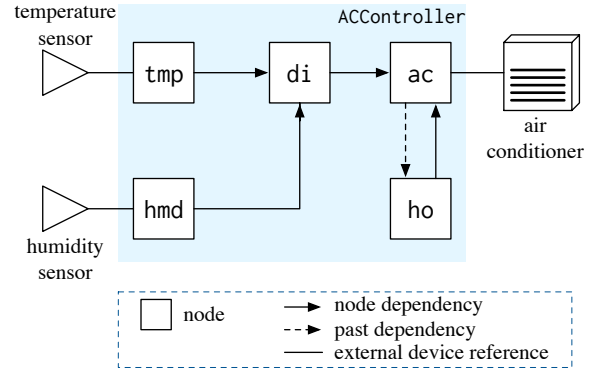 temperature
sensor
ACController
tmp
di
ac
air
conditioner
hmd
ho
humidity
sensor
node
node dependency
past dependency
external device reference